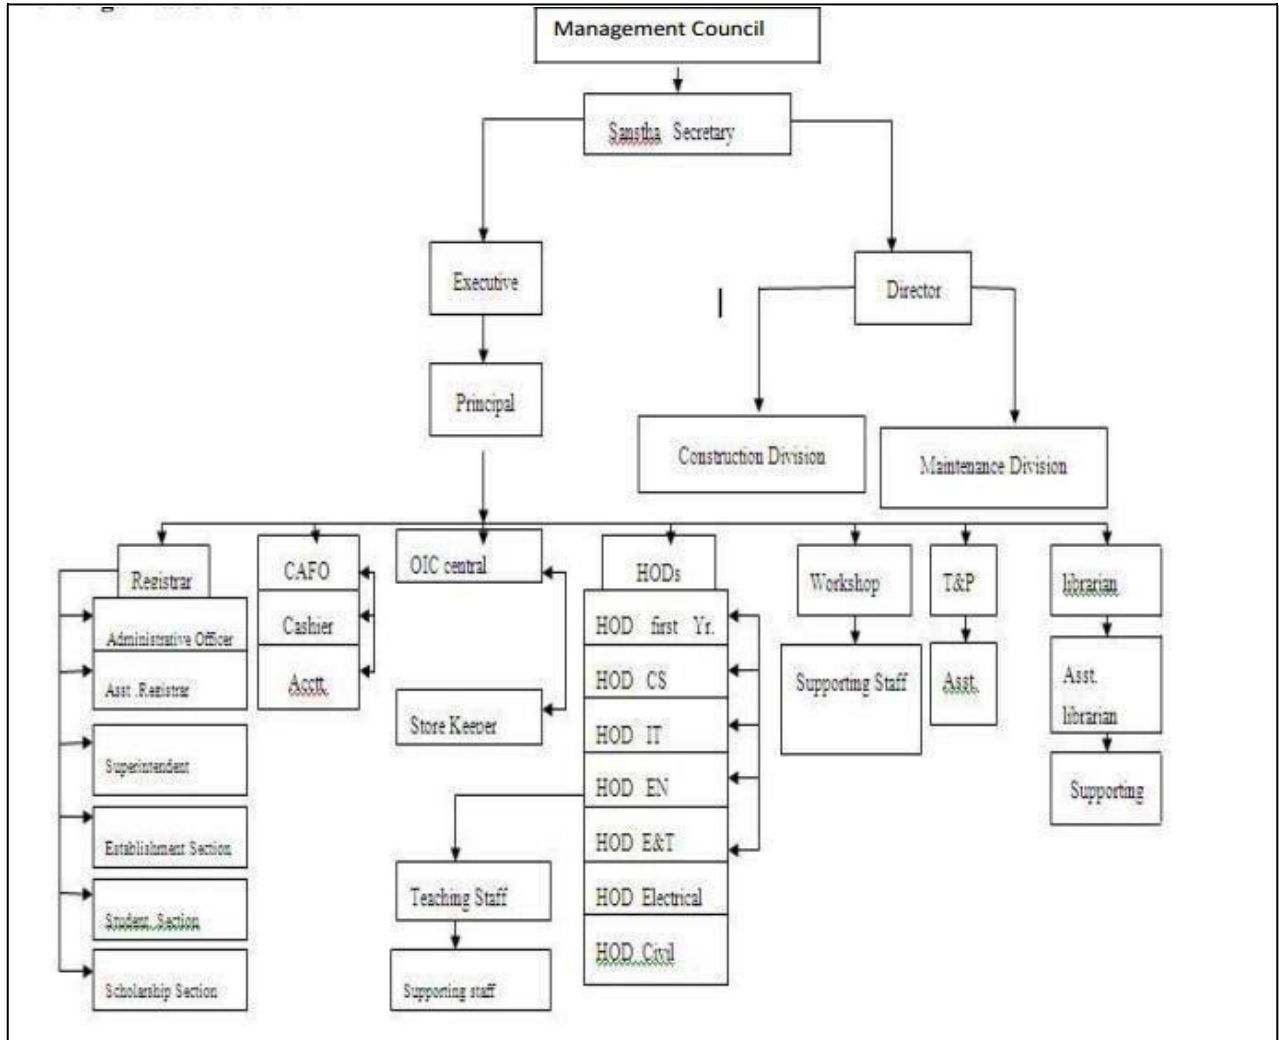 Management Council
Sanstha Secretary
Executive
Director
Principal
Construction Division
Maintenance Division
Registrar
CAFO
OIC central
HODs
Workshop
T&P
librarian
Administrative Officer
Cashier
HOD first Yr.
Asst .Registrar
Acctt.
HOD CS
Supporting Staff
Asst.
Asst.
librarian
Store Keeper
HOD IT
Superintendent
HOD EN
Supporting
Establishment Section
HOD E&T
Teaching Staff
HOD Electrical
Student Section
HOD Civil
Scholarship Section
Supporting staff